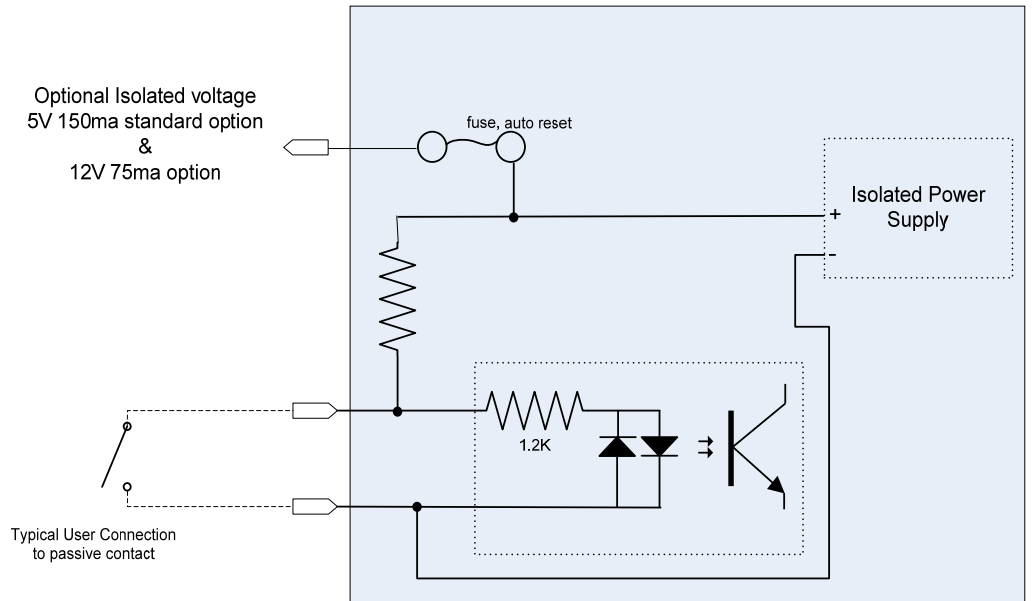 Optional Isolated voltage
5V 150ma standard option
&
12V 75ma option
fuse, auto reset
Isolated Power
Supply
+
-
1.2K
Typical User Connection
to passive contact